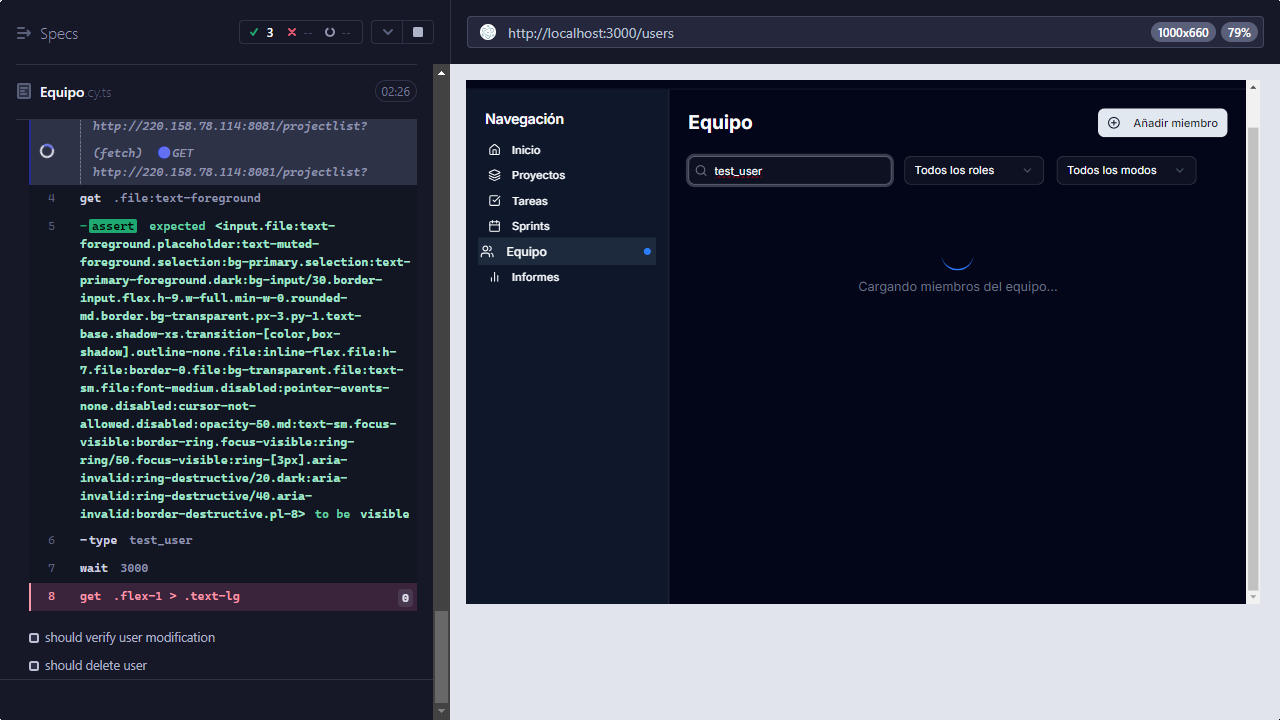 Specs
3
--
--
Equipo.cy.ts
02:26
http://220.158.78.114:8081/projectlist?
(fetch) GET
http://220.158.78.114:8081/projectlist?
4 get .file:text-foreground
5 -assert expected <input.file:text-
foreground.placeholder:text-muted-
foreground.selection:bg-primary.selection:text-
primary-foreground.dark:bg-input/30.border-
input.flex.h-9.w-full.min-w-0.rounded-
md.border.bg-transparent.px-3.py-1.text-
base.shadow-xs.transition-[color,box-
shadow].outline-none.file:inline-flex.file:h-
7.file:border-0.file:bg-transparent.file:text-
sm.file:font-medium.disabled:pointer-events-
none.disabled:cursor-not-
allowed.disabled:opacity-50.md:text-sm.focus-
visible:border-ring.focus-visible:ring-
ring/50.focus-visible:ring-[3px].aria-
invalid:ring-destructive/20.dark:aria-
invalid:ring-destructive/40.aria-
invalid:border-destructive.pl-8> to be visible
6 -type test_user
7 wait 3000
8 get .flex-1 > .text-lg 0
should verify user modification
should delete user
http://localhost:3000/users
1000x660
79%
Navegación
Inicio
Proyectos
Tareas
Sprints
Equipo
Informes
Equipo
Añadir miembro
test_user
Todos los roles
Todos los modos
Cargando miembros del equipo...